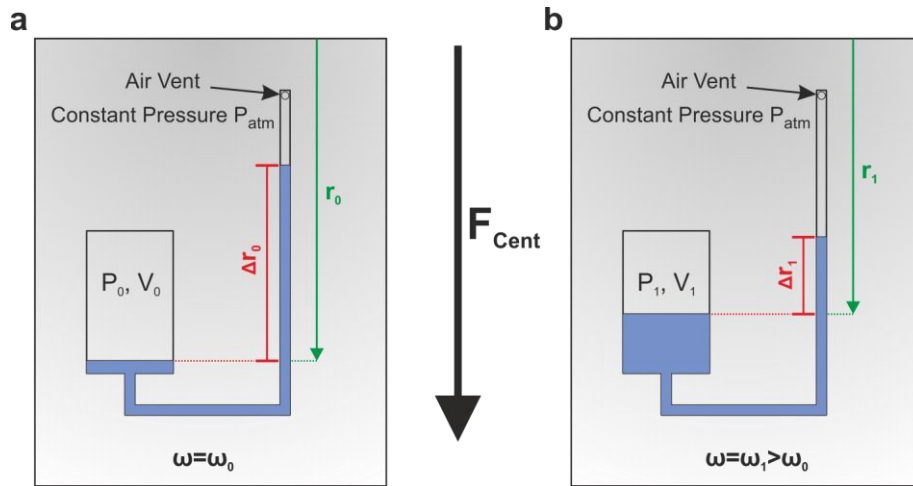 a
Air Vent
Constant Pressure Patm
r₀
Δr₀
P₀, V₀
ω=ω₀
FCent
b
Air Vent
Constant Pressure Patm
r₁
Δr₁
P₁, V₁
ω=ω₁>ω₀